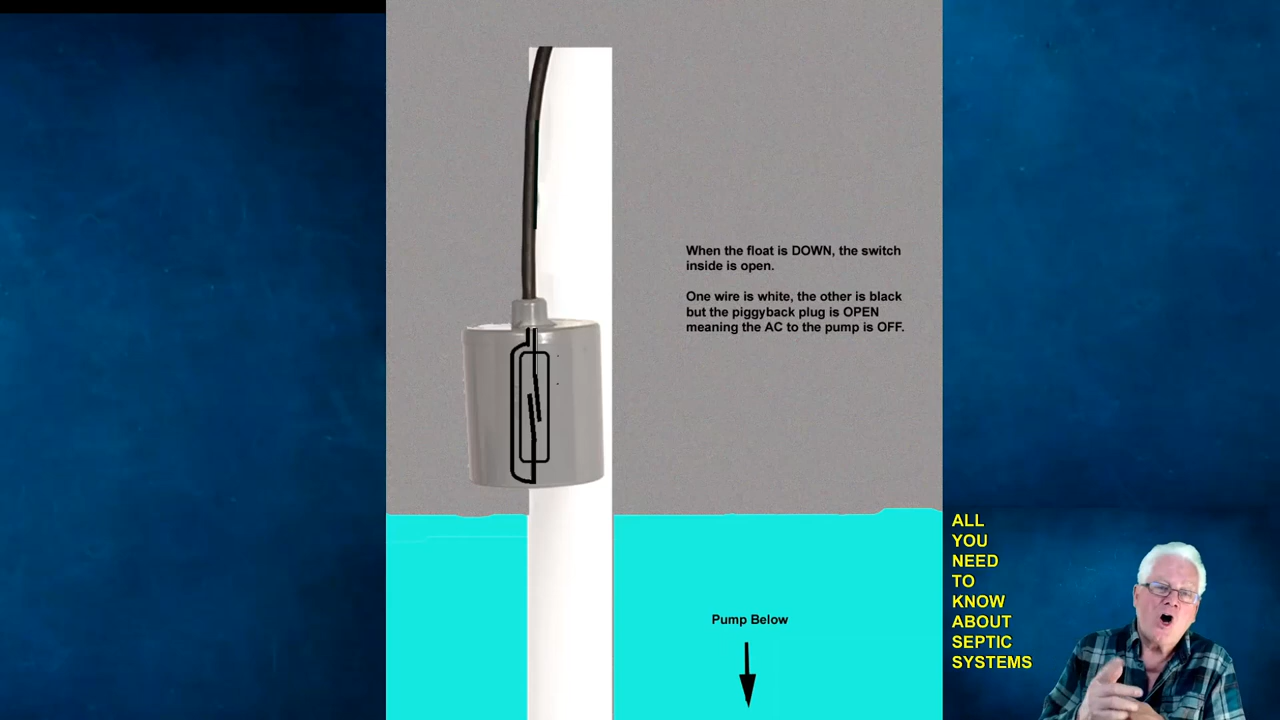 When the float is DOWN, the switch
inside is open.
One wire is white, the other is black
but the piggyback plug is OPEN
meaning the AC to the pump is OFF.
Pump Below
ALL
YOU
NEED
TO
KNOW
ABOUT
SEPTIC
SYSTEMS